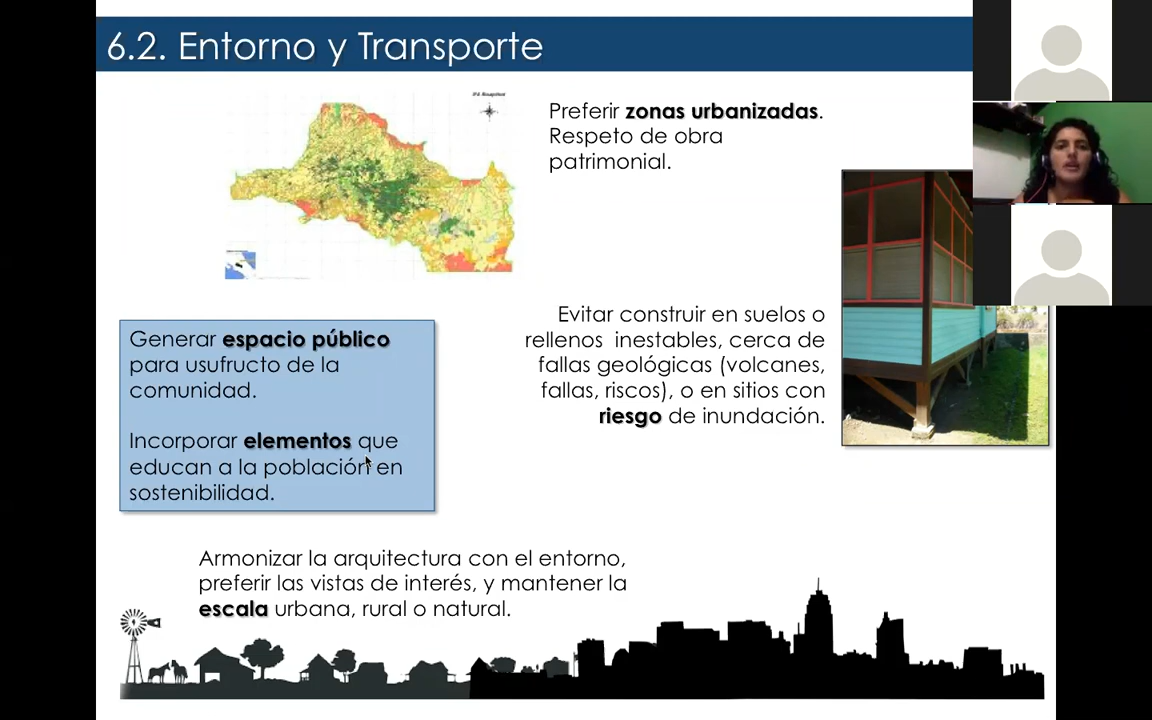 6.2. Entorno y Transporte
Preferir zonas urbanizadas.
Respeto de obra
patrimonial.
Evitar construir en suelos o
rellenos inestables, cerca de
fallas geológicas (volcanes,
fallas, riscos), o en sitios con
riesgo de inundación.
Generar espacio público
para usufructo de la
comunidad.
Incorporar elementos que
educan a la población en
sostenibilidad.
Armonizar la arquitectura con el entorno,
preferir las vistas de interés, y mantener la
escala urbana, rural o natural.